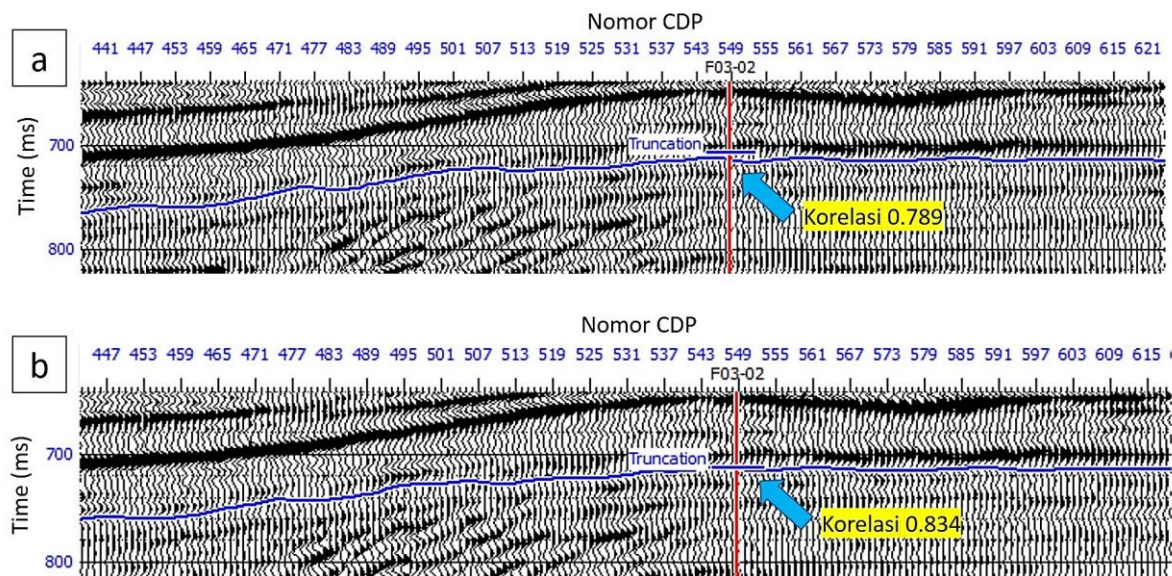 Nomor CDP
a
441 447 453 459 465 471 477 483 489 495 501 507 513 519 525 531 537 543 549 555 561 567 573 579 585 591 597 603 609 615 621
F03-02
Time (ms)
700
Truncation
Korelasi 0.789
800
Nomor CDP
b
447 453 459 465 471 477 483 489 495 501 507 513 519 525 531 537 543 549 555 561 567 573 579 585 591 597 603 609 615
F03-02
Time (ms)
700
Truncation
Korelasi 0.834
800